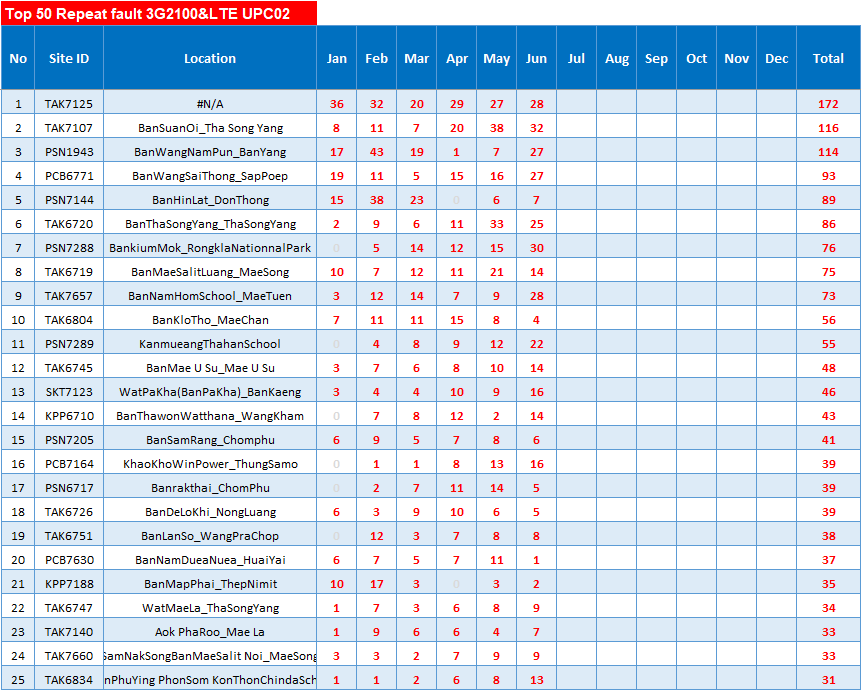 Top 50 Repeat fault 3G2100&LTE UPC02
No Site ID Location Jan Feb Mar Apr May Jun Jul Aug Sep Oct Nov Dec Total
1 TAK7125 #N/A 36 32 20 29 27 28 172
2 TAK7107 BanSuanOi_Tha Song Yang 8 11 7 20 38 32 116
3 PSN1943 BanWangNamPun_BanYang 17 43 19 1 7 27 114
4 PCB6771 BanWangSaiThong_SapPoep 19 11 5 15 16 27 93
5 PSN7144 BanHinLat_DonThong 15 38 23 0 6 7 89
6 TAK6720 BanThaSongYang_ThaSongYang 2 9 6 11 33 25 86
7 PSN7288 BankiumMok_RongklaNationnalPark 0 5 14 12 15 30 76
8 TAK6719 BanMaeSalitLuang_MaeSong 10 7 12 11 21 14 75
9 TAK7657 BanNamHomSchool_MaeTuen 3 12 14 7 9 28 73
10 TAK6804 BanKloTho_MaeChan 7 11 11 15 8 4 56
11 PSN7289 KanmueangThahanSchool 0 4 8 9 12 22 55
12 TAK6745 BanMae U Su_Mae U Su 3 7 6 8 10 14 48
13 SKT7123 WatPaKha(BanPaKha)_BanKaeng 3 4 4 10 9 16 46
14 KPP6710 BanThawonWatthana_WangKham 0 7 8 12 2 14 43
15 PSN7205 BanSamRang_Chomphu 6 9 5 7 8 6 41
16 PCB7164 KhaoKhoWinPower_ThungSamo 0 1 1 8 13 16 39
17 PSN6717 Banrakthai_ChomPhu 0 2 7 11 14 5 39
18 TAK6726 BanDeLoKhi_NongLuang 6 3 9 10 6 5 39
19 TAK6751 BanLanSo_WangPraChop 0 12 3 7 8 8 38
20 PCB7630 BanNamDueaNuea_HuaiYai 6 7 5 7 11 1 37
21 KPP7188 BanMapPhai_ThepNimit 10 17 3 0 3 2 35
22 TAK6747 WatMaeLa_ThaSongYang 1 7 3 6 8 9 34
23 TAK7140 Aok PhaRoo_Mae La 1 9 6 6 4 7 33
24 TAK7660 SamNakSongBanMaeSalit Noi_MaeSong 3 3 2 7 9 9 33
25 TAK6834 nPhuYing PhonSom KonThonChindaSch 1 1 2 6 8 13 31